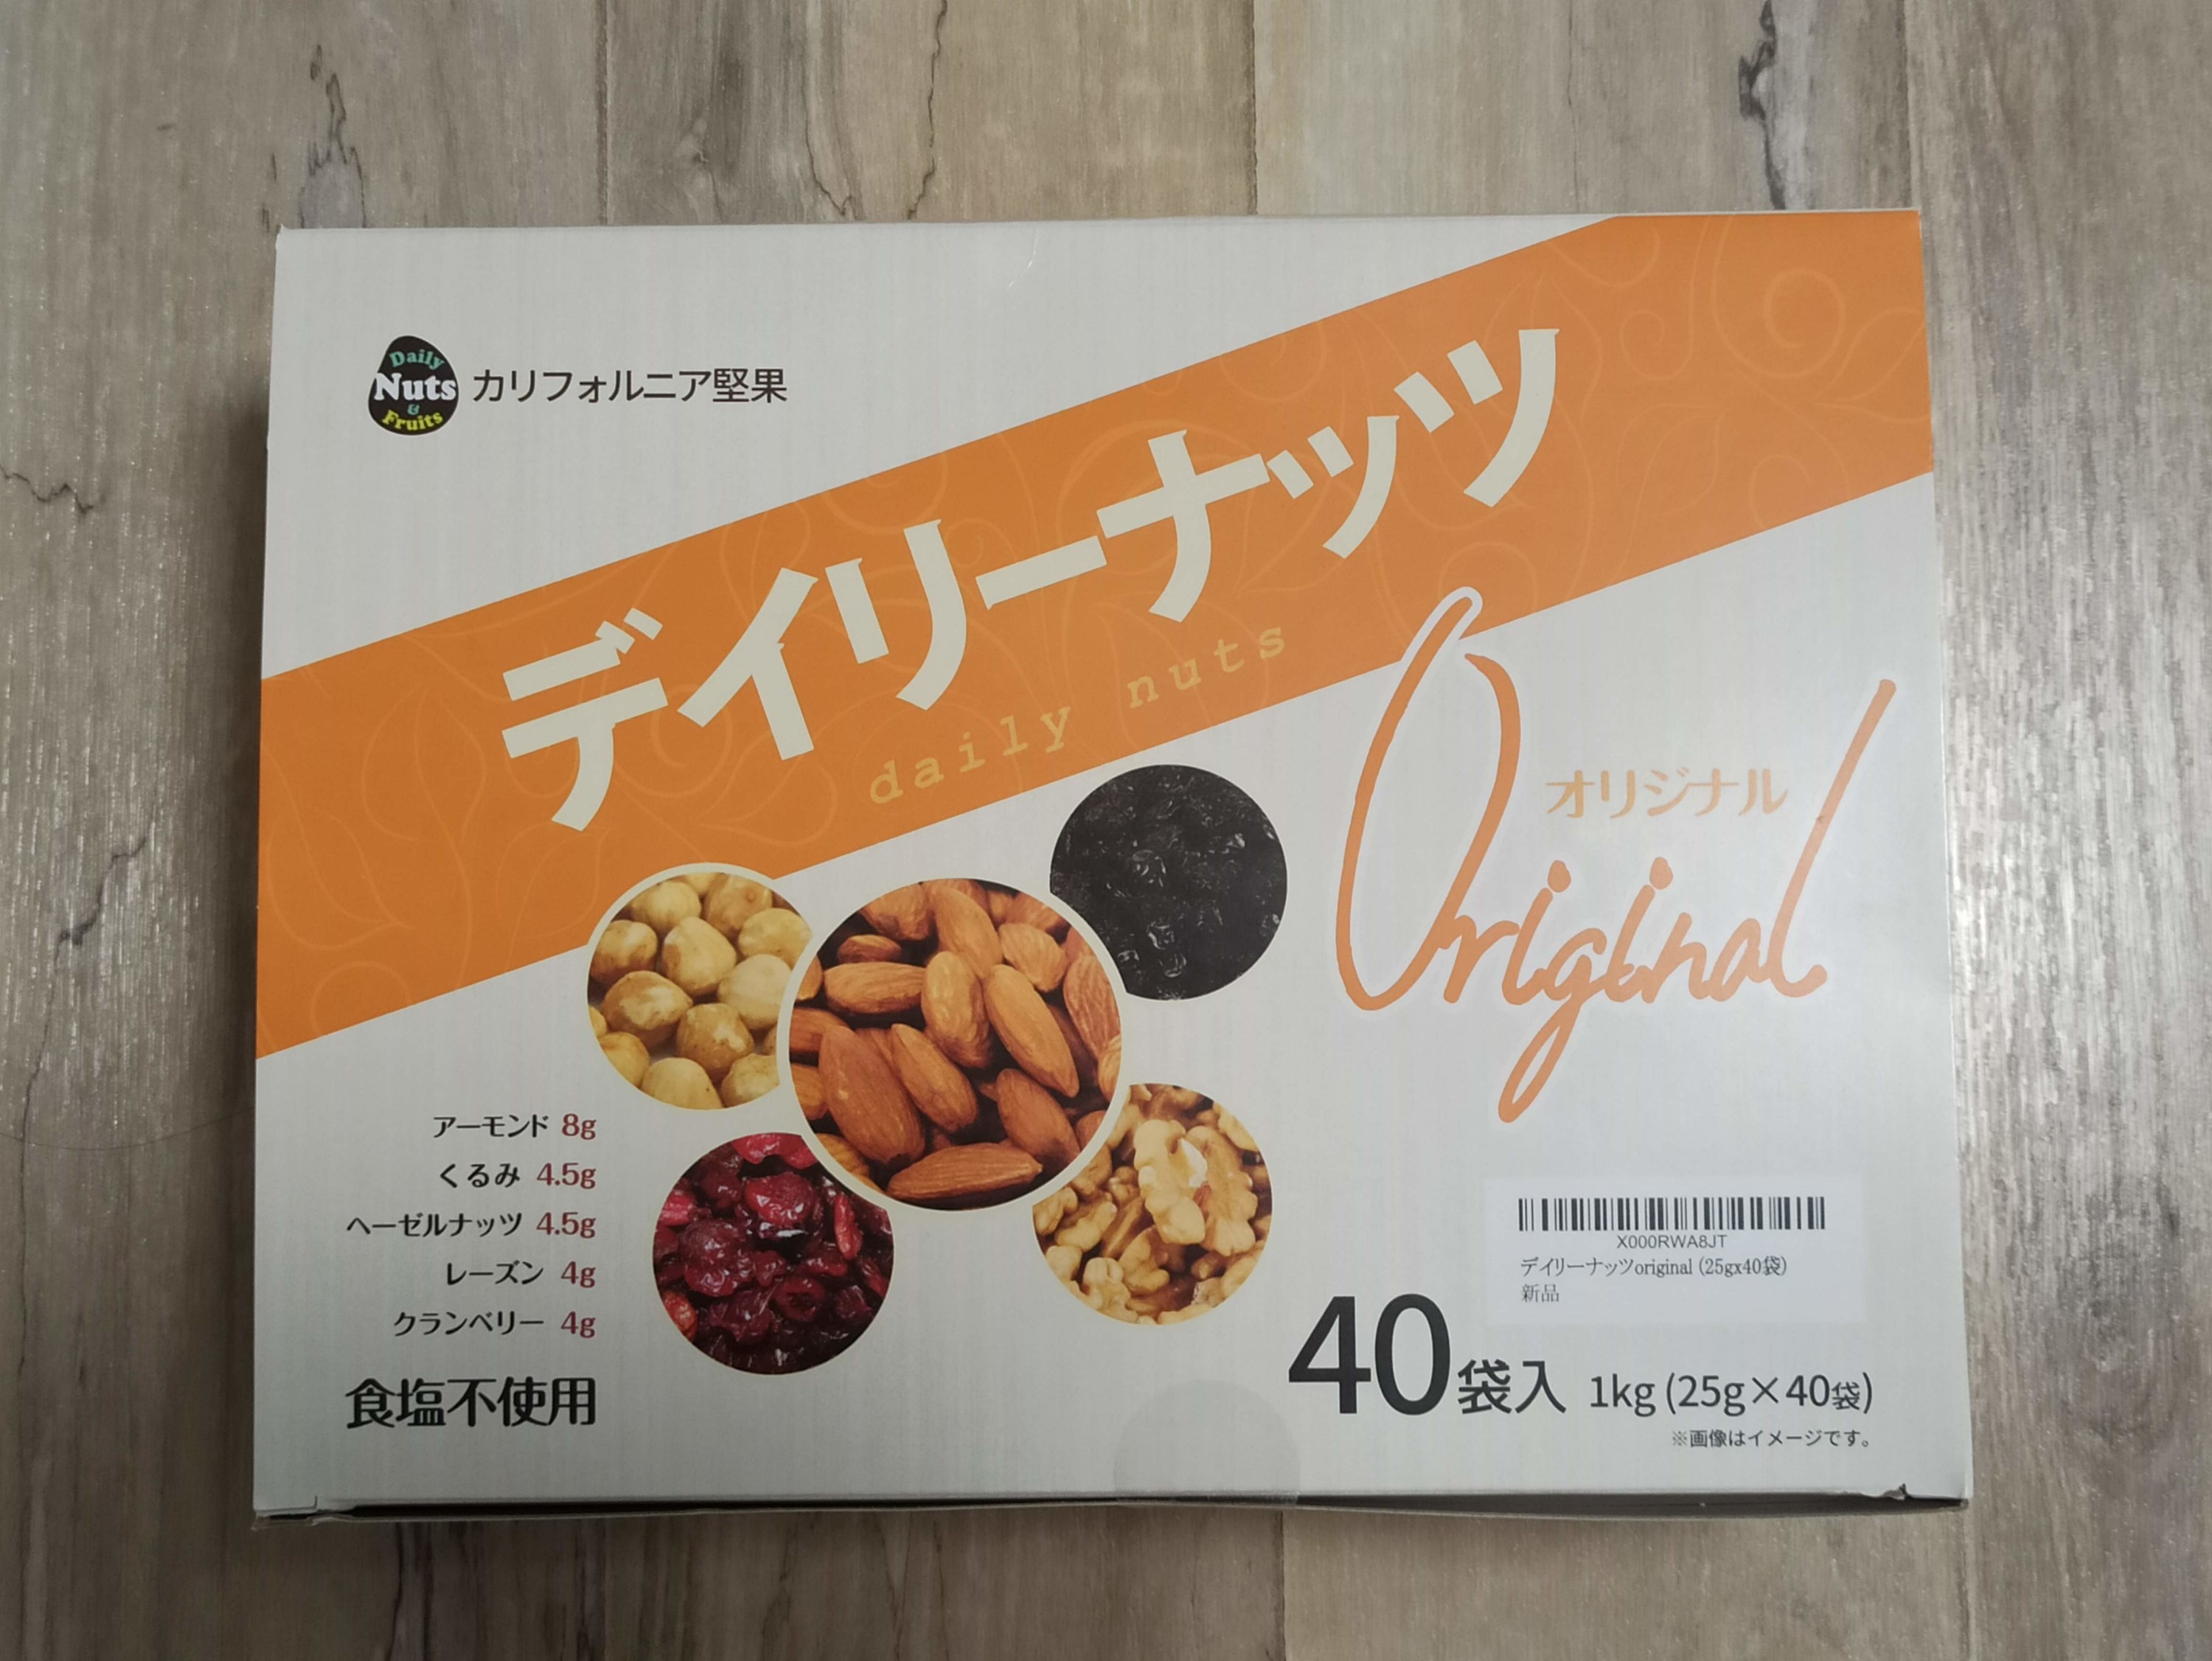 Daily
Nuts
&
Fruits
カリフォルニア堅果
デイリーナッツ
daily nuts
オリジナル
Original
アーモンド 8g
くるみ 4.5g
ヘーゼルナッツ 4.5g
レーズン 4g
クランベリー 4g
食塩不使用
X000RWA8JT
デイリーナッツoriginal (25gx40袋)
新品
40袋入 1kg (25g×40袋)
※画像はイメージです。